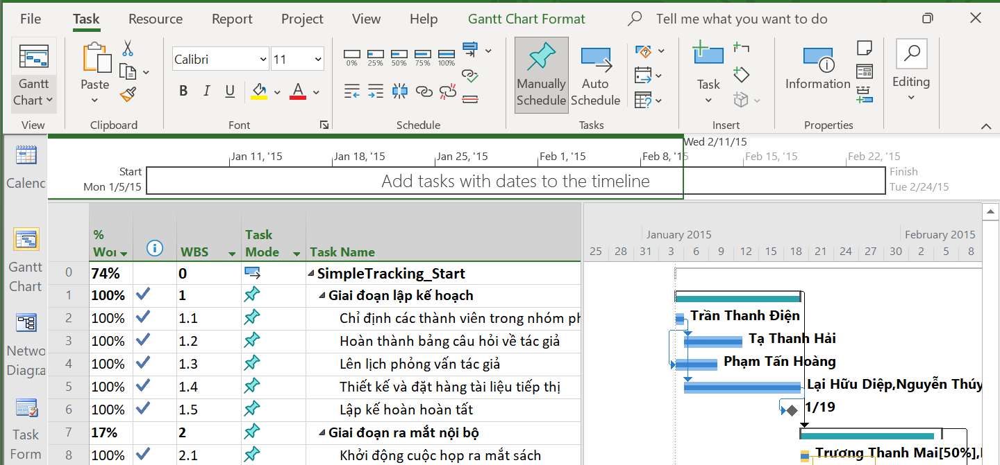 File Task Resource Report Project View Help Gantt Chart Format Tell me what you want to do
Gantt Chart
Paste
Calibri 11
B I U A
0% 25% 50% 75% 100%
Manually Schedule
Auto Schedule
Task
Information
Editing
View Clipboard Font Schedule Tasks Insert Properties
Wed 2/11/15
Jan 11, '15 Jan 18, '15 Jan 25, '15 Feb 1, '15 Feb 8, '15 Feb 15, '15 Feb 22, '15
Start
Mon 1/5/15
Add tasks with dates to the timeline
Finish
Tue 2/24/15
Calenc
Gantt
Chart
Netwo
Diagra
Task
Form
% Wor WBS Task Mode Task Name
January 2015 February 2015
25 28 31 3 6 9 12 15 18 21 24 27 30 2 5 8
0 74% 0 SimpleTracking_Start
1 100% 1 Giai đoạn lập kế hoạch
2 100% 1.1 Chỉ định các thành viên trong nhóm ph Trần Thanh Điện
3 100% 1.2 Hoàn thành bảng câu hỏi về tác giả Tạ Thanh Hải
4 100% 1.3 Lên lịch phỏng vấn tác giả Phạm Tấn Hoàng
5 100% 1.4 Thiết kế và đặt hàng tài liệu tiếp thị Lại Hữu Diệp,Nguyễn Thúy
6 100% 1.5 Lập kế hoàn hoàn tất 1/19
7 17% 2 Giai đoạn ra mắt nội bộ
8 100% 2.1 Khởi động cuộc họp ra mắt sách Trương Thanh Mai[50%],